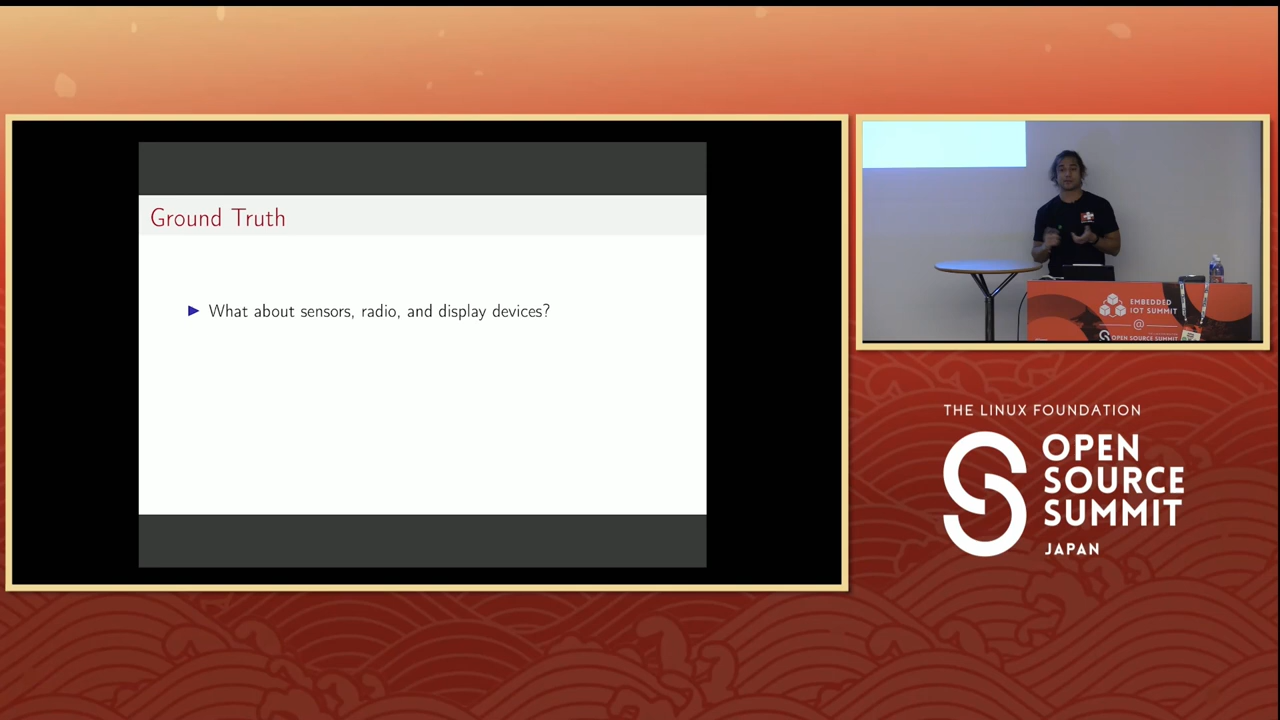 Ground Truth
What about sensors, radio, and display devices?
EMBEDDED
IOT SUMMIT
@
OPEN SOURCE SUMMIT
THE LINUX FOUNDATION
OPEN
SOURCE
SUMMIT
JAPAN